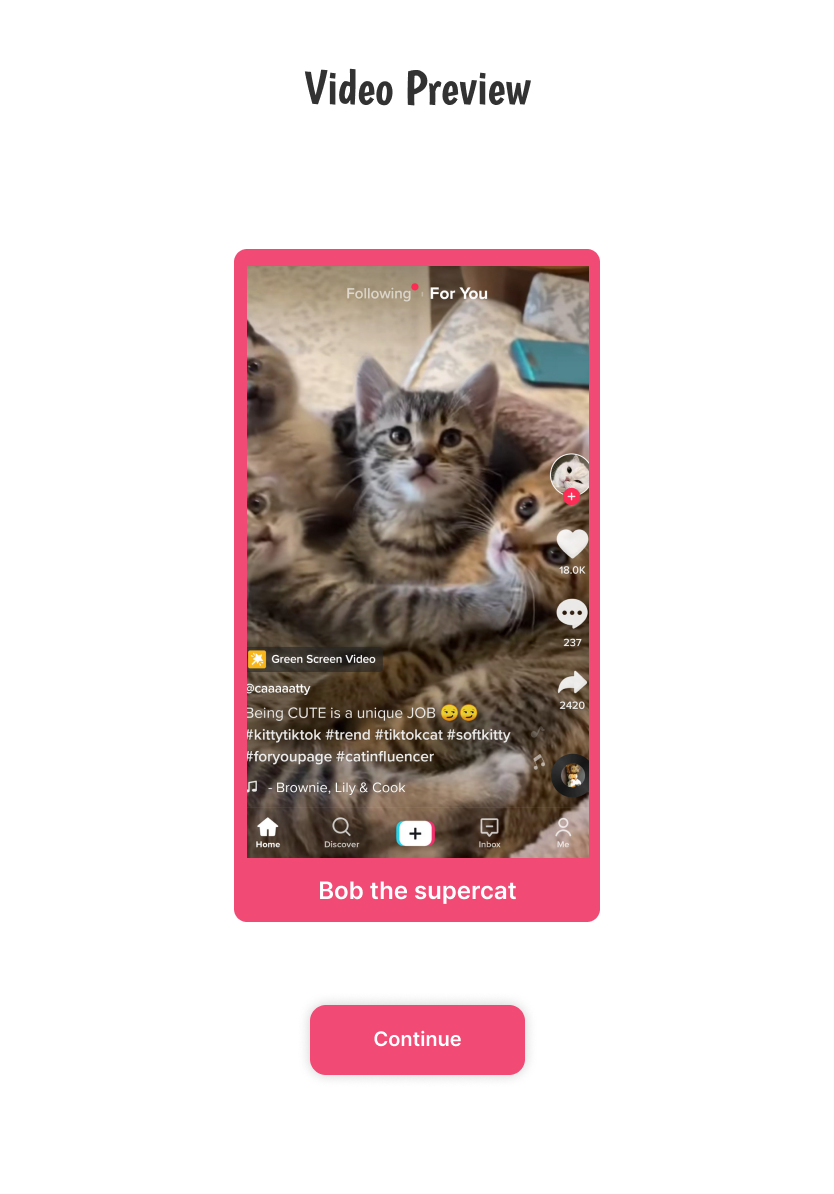 Video Preview
Following
For You
18.0K
237
2420
Green Screen Video
@caaaaatty
Being CUTE is a unique JOB 😏😏
#kittytiktok #trend #tiktokcat #softkitty
#foryoupage #catinfluencer
- Brownie, Lily & Cook
Home Discover Inbox Me
Bob the supercat
Continue